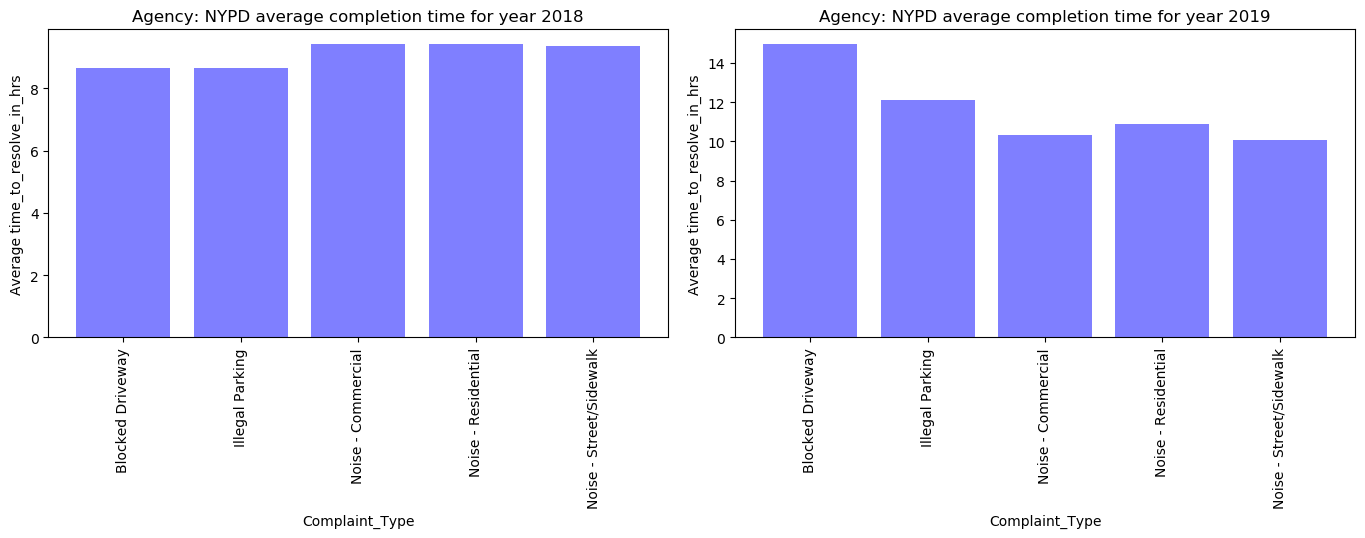 Agency: NYPD average completion time for year 2018
Average time_to_resolve_in_hrs
8
6
4
2
0
Blocked Driveway
Illegal Parking
Noise - Commercial
Noise - Residential
Noise - Street/Sidewalk
Complaint_Type
Agency: NYPD average completion time for year 2019
Average time_to_resolve_in_hrs
14
12
10
8
6
4
2
0
Blocked Driveway
Illegal Parking
Noise - Commercial
Noise - Residential
Noise - Street/Sidewalk
Complaint_Type